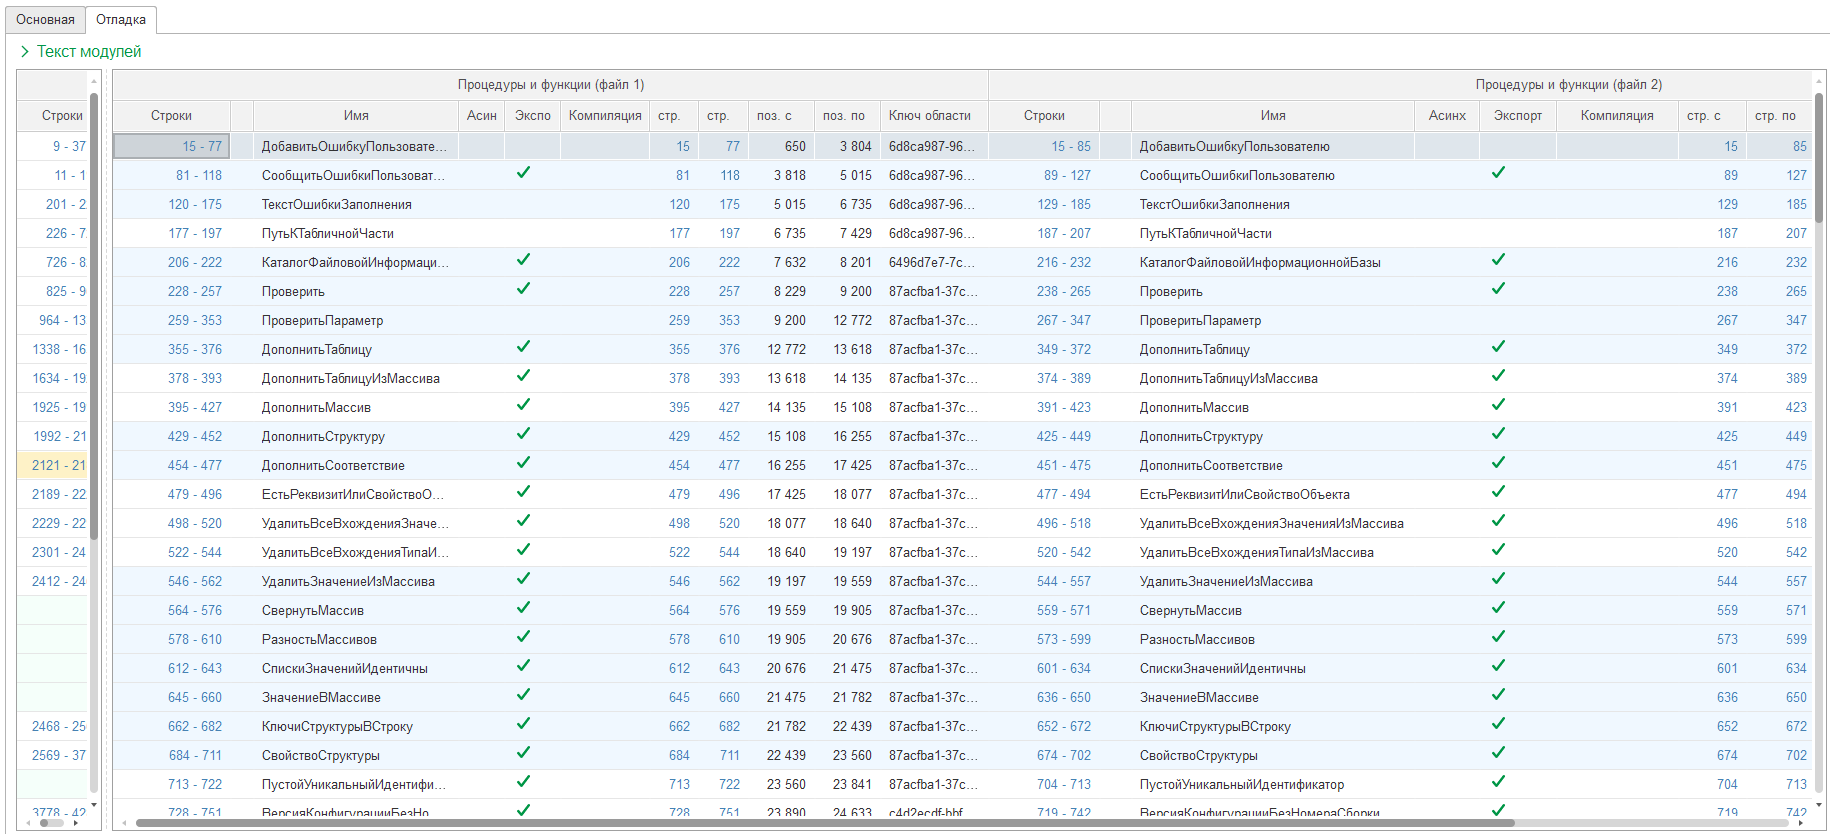 Основная Отладка
Текст модулей
Процедуры и функции (файл 1) Процедуры и функции (файл 2)
Строки Строки Имя Асин Экспо Компиляция стр. стр. поз. с поз. по Ключ области Строки Имя Асинх Экспорт Компиляция стр. с стр. по
9 - 37 15 - 77 ДобавитьОшибкуПользовате... 15 77 650 3 804 6d8ca987-96... 15 - 85 ДобавитьОшибкуПользователю 15 85
11 - 1 81 - 118 СообщитьОшибкиПользоват... 81 118 3 818 5 015 6d8ca987-96... 89 - 127 СообщитьОшибкиПользователю 89 127
201 - 2 120 - 175 ТекстОшибкиЗаполнения 120 175 5 015 6 735 6d8ca987-96... 129 - 185 ТекстОшибкиЗаполнения 129 185
226 - 7 177 - 197 ПутьКТабличнойЧасти 177 197 6 735 7 429 6d8ca987-96... 187 - 207 ПутьКТабличнойЧасти 187 207
726 - 8 206 - 222 КаталогФайловойИнформаци... 206 222 7 632 8 201 6496d7e7-7c... 216 - 232 КаталогФайловойИнформационнойБазы 216 232
825 - 9 228 - 257 Проверить 228 257 8 229 9 200 87acfba1-37c... 238 - 265 Проверить 238 265
964 - 13 259 - 353 ПроверитьПараметр 259 353 9 200 12 772 87acfba1-37c... 267 - 347 ПроверитьПараметр 267 347
1338 - 16 355 - 376 ДополнитьТаблицу 355 376 12 772 13 618 87acfba1-37c... 349 - 372 ДополнитьТаблицу 349 372
1634 - 19 378 - 393 ДополнитьТаблицуИзМассива 378 393 13 618 14 135 87acfba1-37c... 374 - 389 ДополнитьТаблицуИзМассива 374 389
1925 - 19 395 - 427 ДополнитьМассив 395 427 14 135 15 108 87acfba1-37c... 391 - 423 ДополнитьМассив 391 423
1992 - 21 429 - 452 ДополнитьСтруктуру 429 452 15 108 16 255 87acfba1-37c... 425 - 449 ДополнитьСтруктуру 425 449
2121 - 21 454 - 477 ДополнитьСоответствие 454 477 16 255 17 425 87acfba1-37c... 451 - 475 ДополнитьСоответствие 451 475
2189 - 22 479 - 496 ЕстьРеквизитИлиСвойствоО... 479 496 17 425 18 077 87acfba1-37c... 477 - 494 ЕстьРеквизитИлиСвойствоОбъекта 477 494
2229 - 22 498 - 520 УдалитьВсеВхожденияЗначе... 498 520 18 077 18 640 87acfba1-37c... 496 - 518 УдалитьВсеВхожденияЗначенияИзМассива 496 518
2301 - 24 522 - 544 УдалитьВсеВхожденияТипаИ... 522 544 18 640 19 197 87acfba1-37c... 520 - 542 УдалитьВсеВхожденияТипаИзМассива 520 542
2412 - 24 546 - 562 УдалитьЗначениеИзМассива 546 562 19 197 19 559 87acfba1-37c... 544 - 557 УдалитьЗначениеИзМассива 544 557
564 - 576 СвернутьМассив 564 576 19 559 19 905 87acfba1-37c... 559 - 571 СвернутьМассив 559 571
578 - 610 РазностьМассивов 578 610 19 905 20 676 87acfba1-37c... 573 - 599 РазностьМассивов 573 599
612 - 643 СпискиЗначенийИдентичны 612 643 20 676 21 475 87acfba1-37c... 601 - 634 СпискиЗначенийИдентичны 601 634
645 - 660 ЗначениеВМассиве 645 660 21 475 21 782 87acfba1-37c... 636 - 650 ЗначениеВМассиве 636 650
2468 - 25 662 - 682 КлючиСтруктурыВСтроку 662 682 21 782 22 439 87acfba1-37c... 652 - 672 КлючиСтруктурыВСтроку 652 672
2569 - 37 684 - 711 СвойствоСтруктуры 684 711 22 439 23 560 87acfba1-37c... 674 - 702 СвойствоСтруктуры 674 702
713 - 722 ПустойУникальныйИдентифи... 713 722 23 560 23 841 87acfba1-37c... 704 - 713 ПустойУникальныйИдентификатор 704 713
3778 - 42 728 - 751 ВерсияКонфигурацииБезНо 728 751 23 890 24 633 c4d2ecdf-bbf 719 - 742 ВерсияКонфигурацииБезНомераСборки 719 742